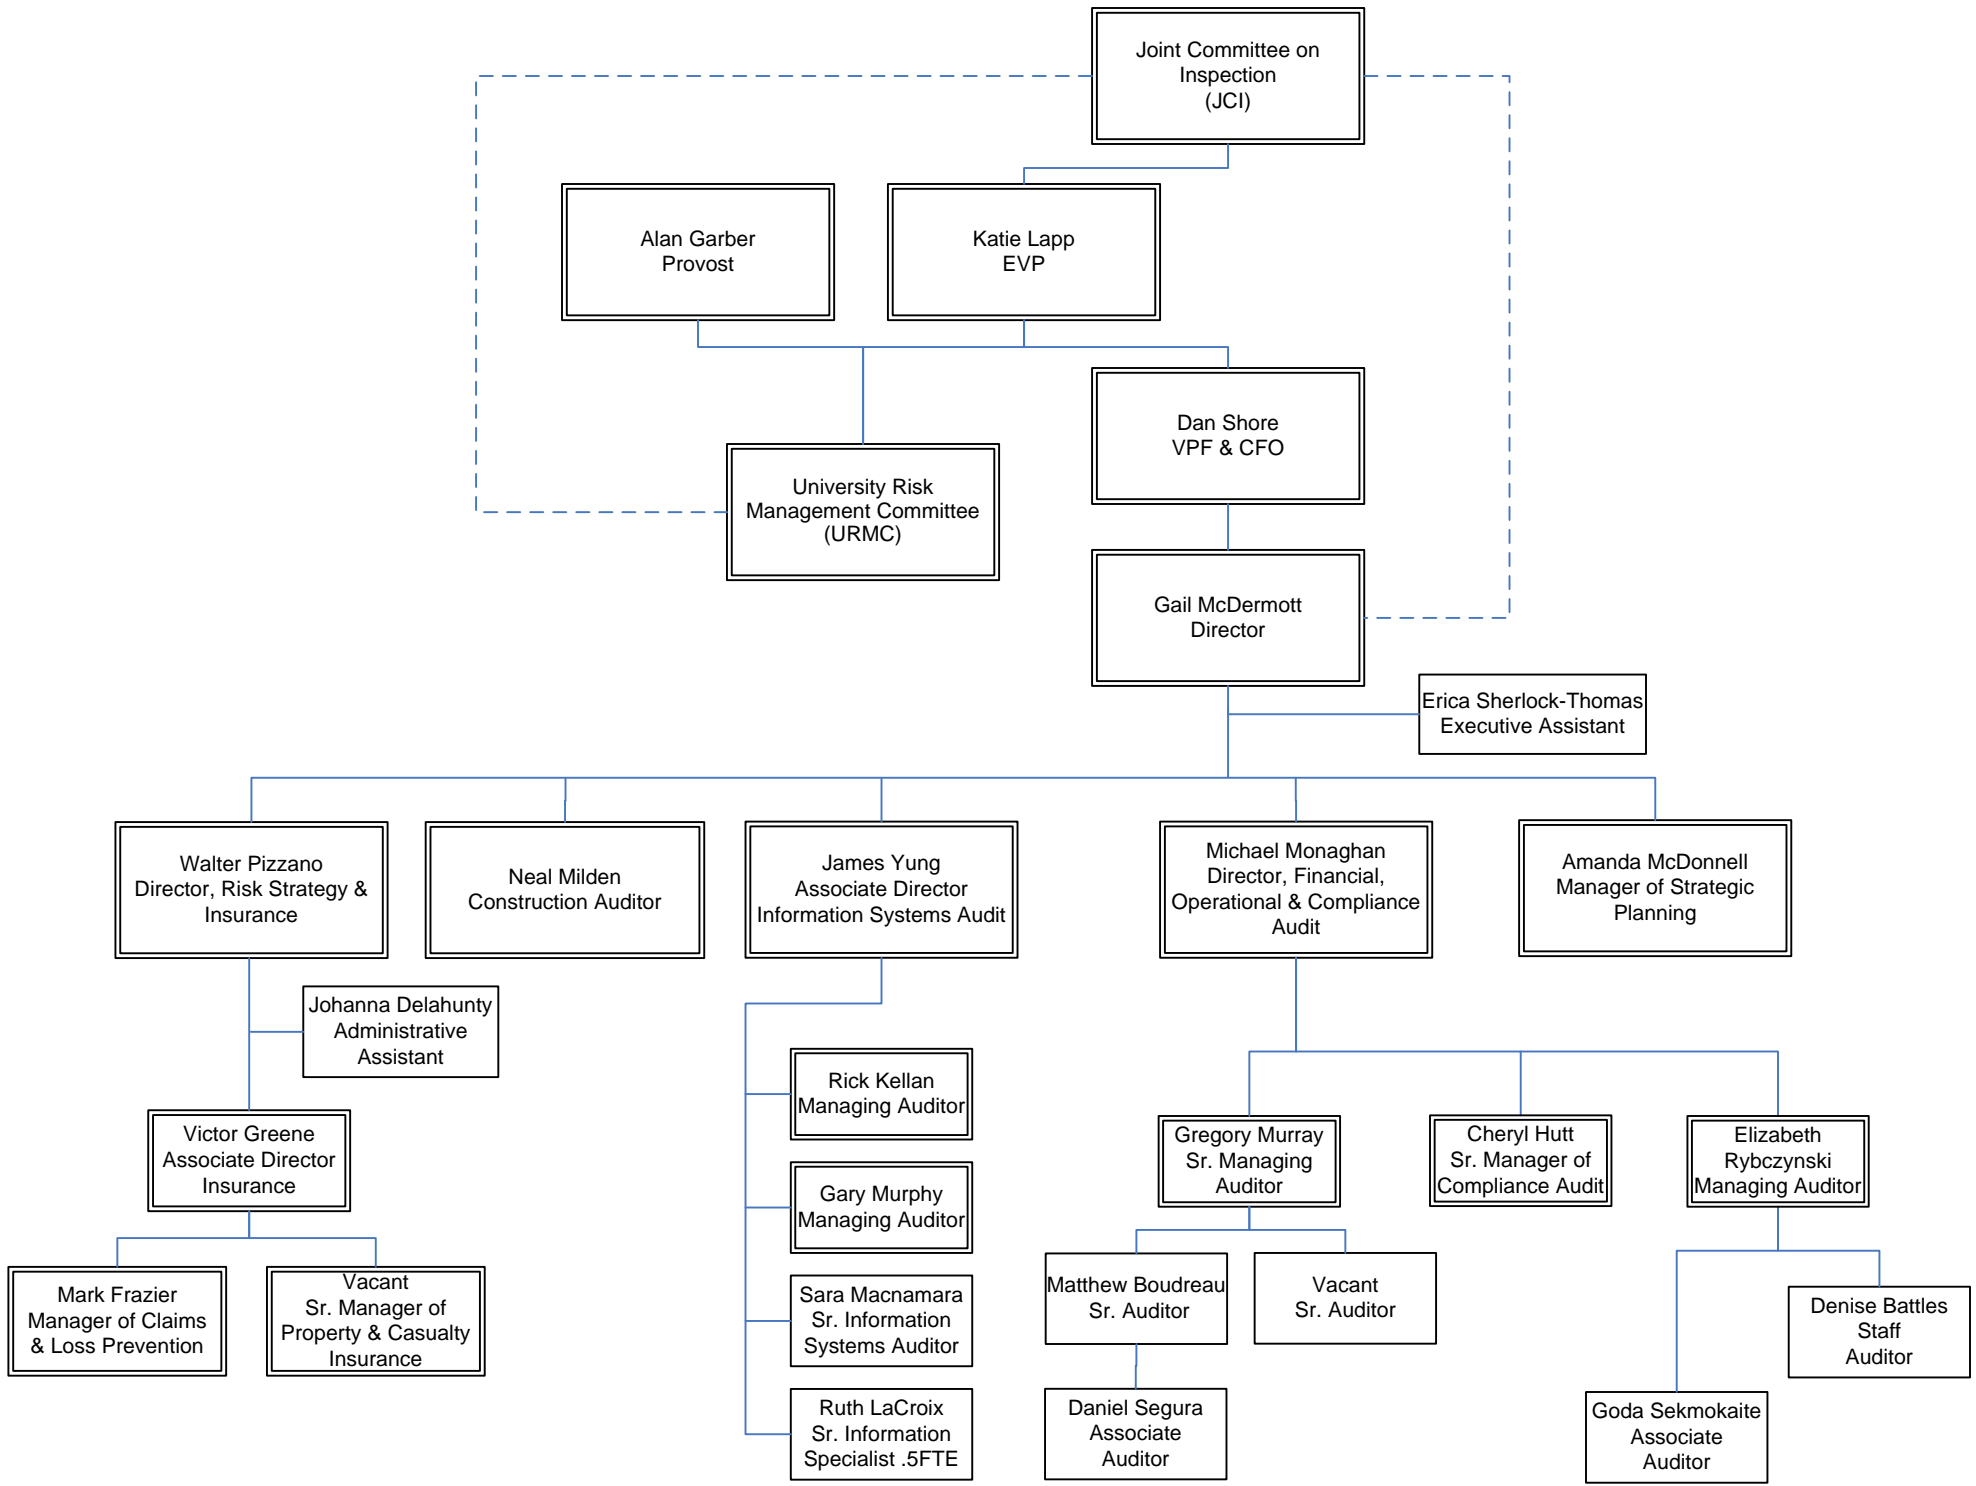 Joint Committee on
Inspection
(JCI)
Alan Garber
Provost
Katie Lapp
EVP
Dan Shore
VPF & CFO
University Risk
Management Committee
(URMC)
Gail McDermott
Director
Erica Sherlock-Thomas
Executive Assistant
Walter Pizzano
Director, Risk Strategy &
Insurance
Neal Milden
Construction Auditor
James Yung
Associate Director
Information Systems Audit
Michael Monaghan
Director, Financial,
Operational & Compliance
Audit
Amanda McDonnell
Manager of Strategic
Planning
Johanna Delahunty
Administrative
Assistant
Victor Greene
Associate Director
Insurance
Mark Frazier
Manager of Claims
& Loss Prevention
Vacant
Sr. Manager of
Property & Casualty
Insurance
Rick Kellan
Managing Auditor
Gary Murphy
Managing Auditor
Sara Macnamara
Sr. Information
Systems Auditor
Ruth LaCroix
Sr. Information
Specialist .5FTE
Gregory Murray
Sr. Managing
Auditor
Cheryl Hutt
Sr. Manager of
Compliance Audit
Elizabeth
Rybczynski
Managing Auditor
Matthew Boudreau
Sr. Auditor
Vacant
Sr. Auditor
Daniel Segura
Associate
Auditor
Denise Battles
Staff
Auditor
Goda Sekmokaite
Associate
Auditor